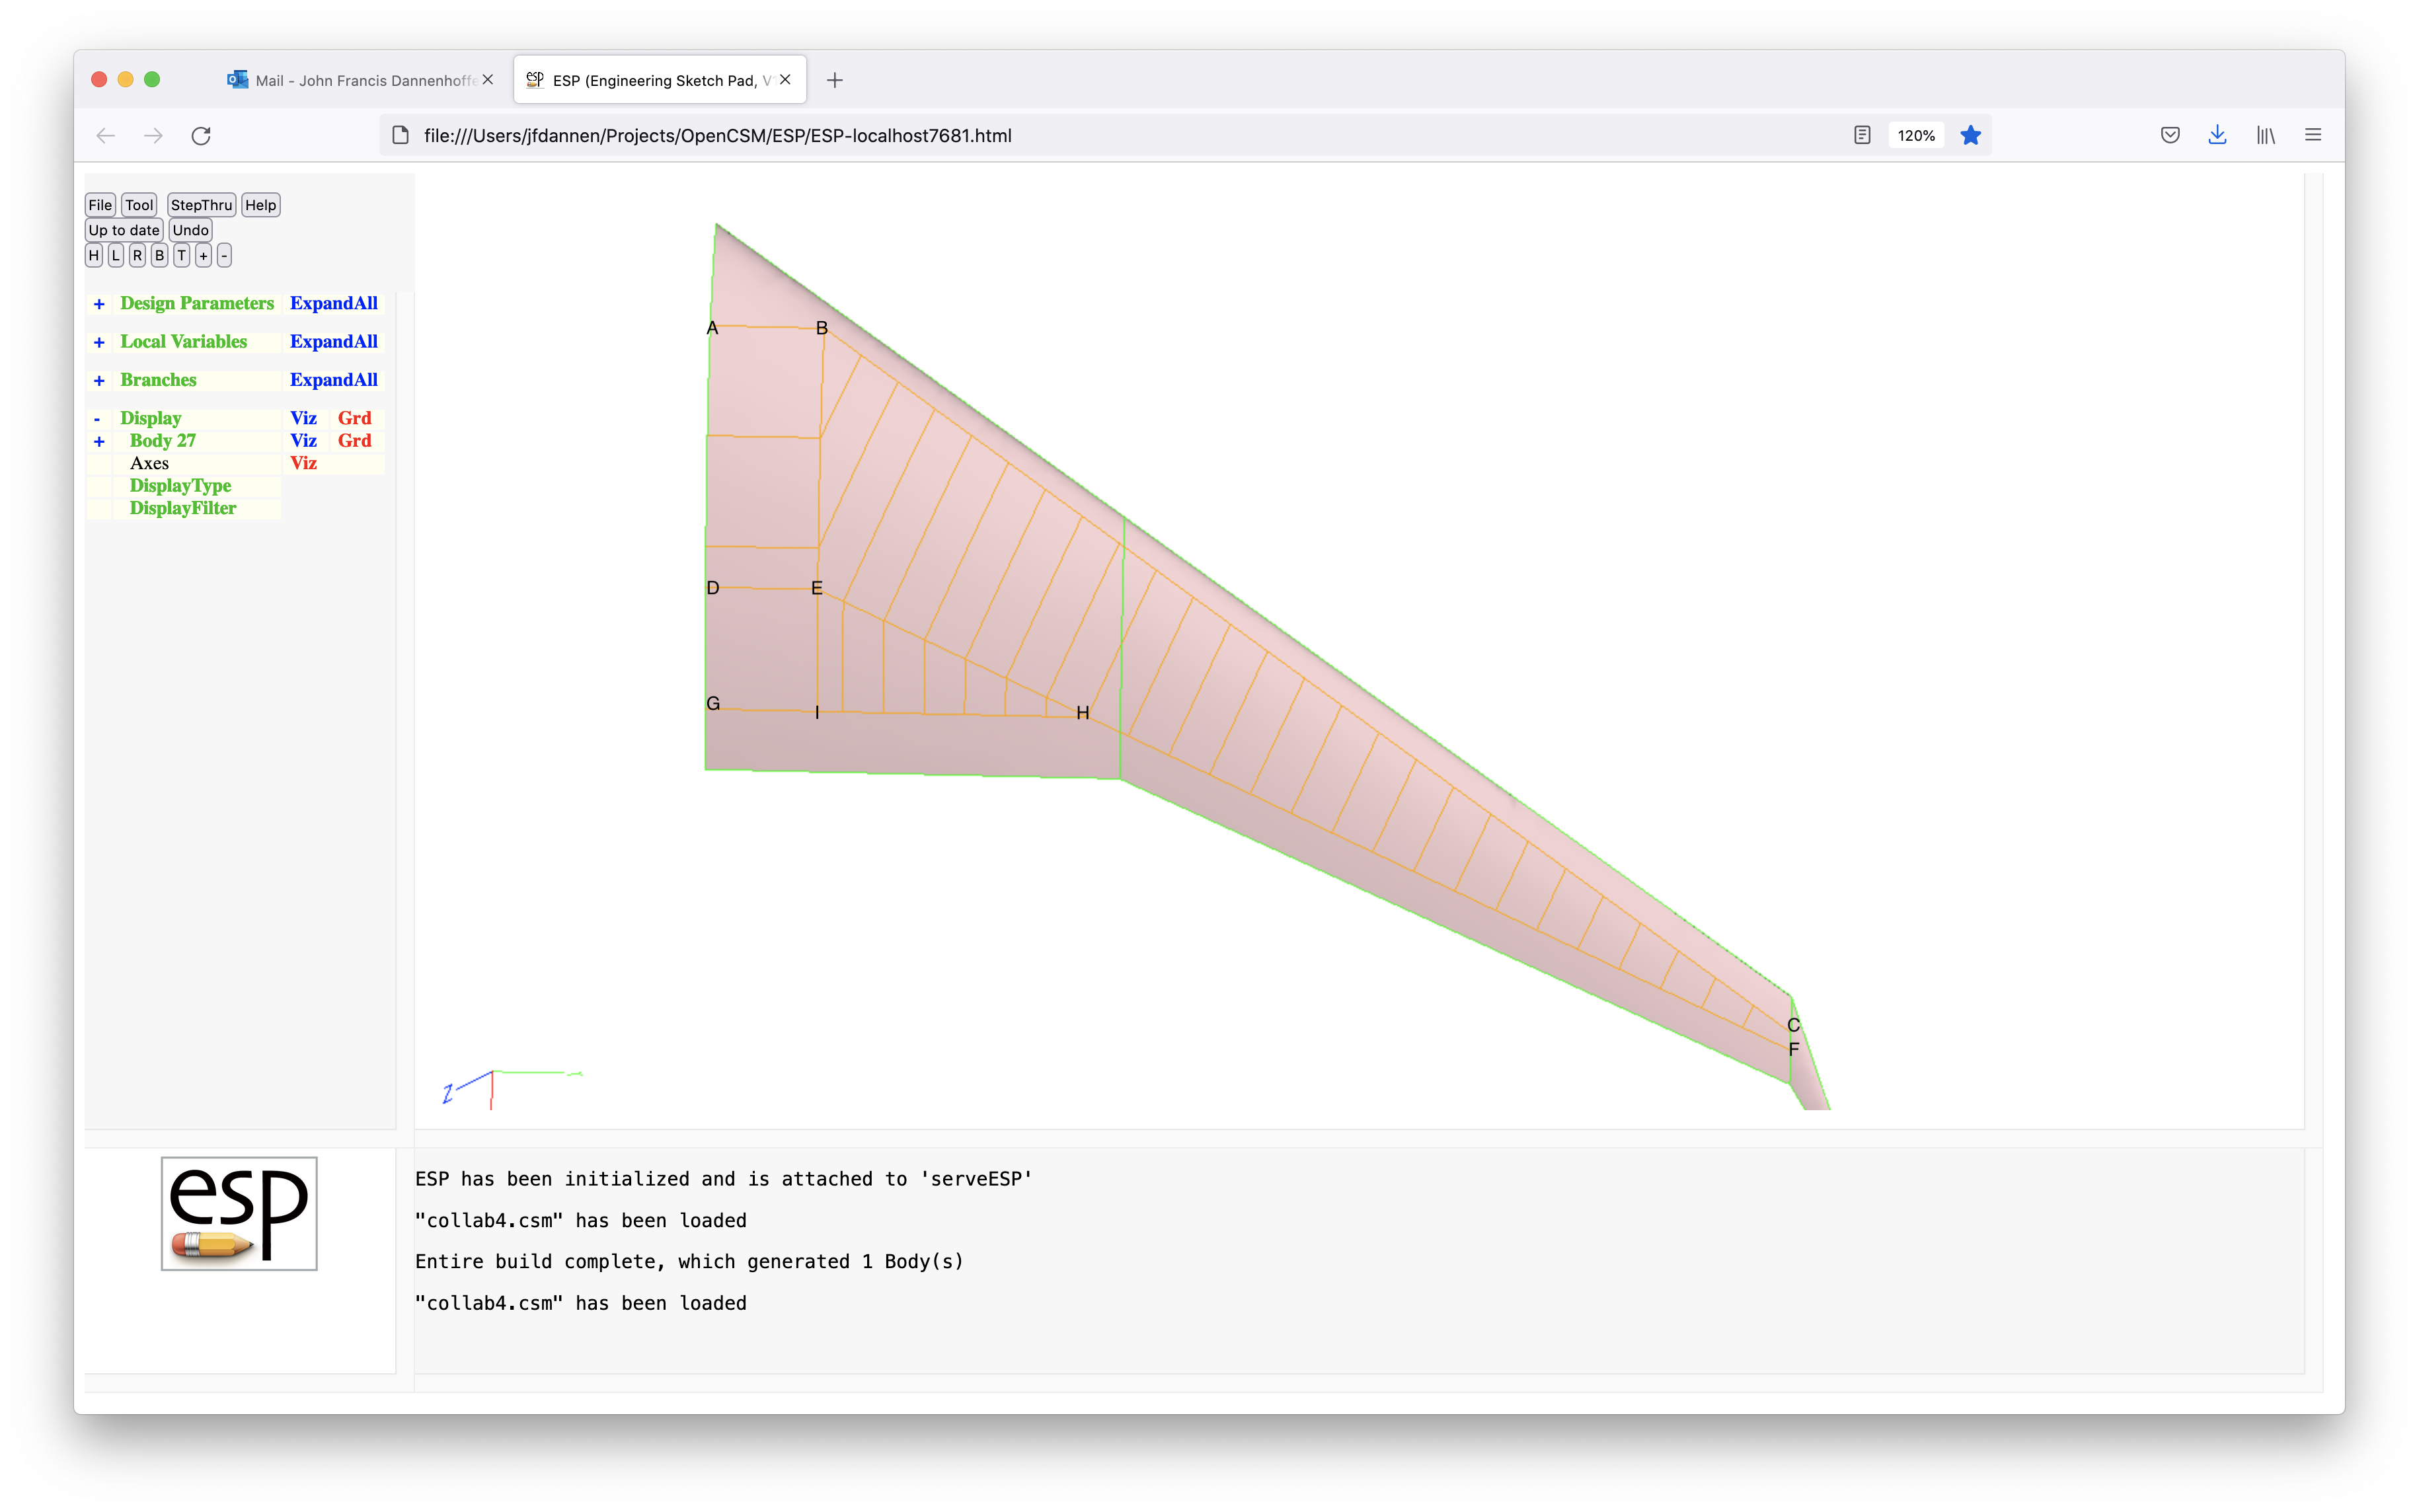 Mail - John Francis Dannenhoffe
esp ESP (Engineering Sketch Pad, V
file:///Users/jfdannen/Projects/OpenCSM/ESP/ESP-localhost7681.html 120%
File Tool StepThru Help
Up to date Undo
H L R B T + -
+ Design Parameters ExpandAll
+ Local Variables ExpandAll
+ Branches ExpandAll
- Display Viz Grd
+ Body 27 Viz Grd
Axes Viz
DisplayType
DisplayFilter
A B
D E
G I H
C
F
Z
esp
ESP has been initialized and is attached to 'serveESP'
"collab4.csm" has been loaded
Entire build complete, which generated 1 Body(s)
"collab4.csm" has been loaded